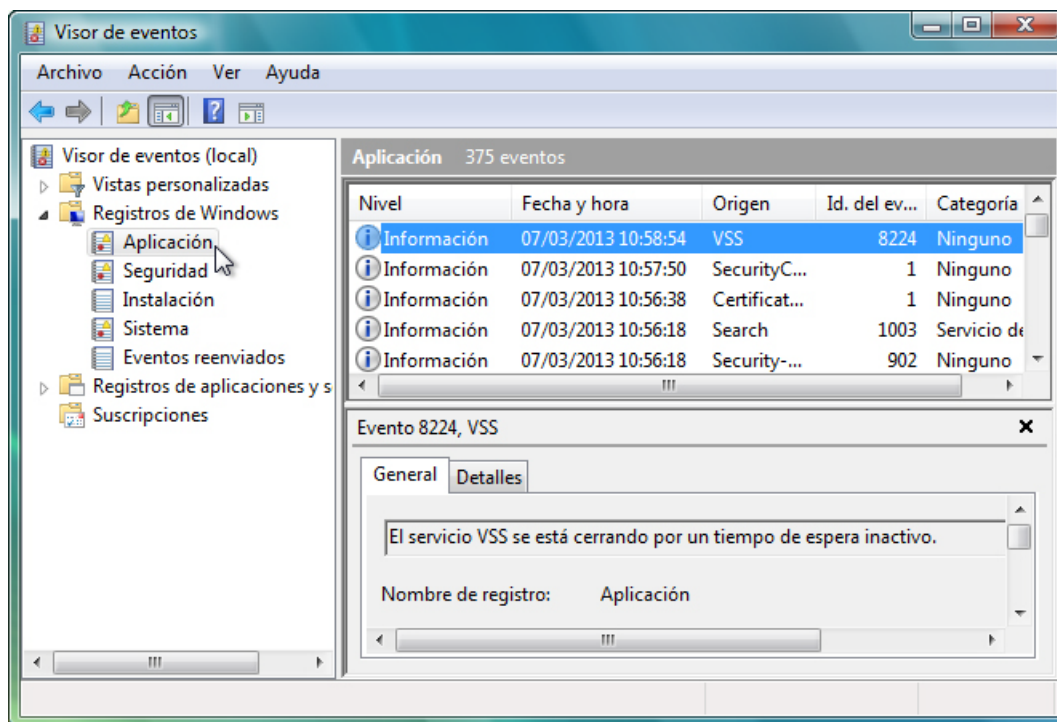 Visor de eventos
Archivo Acción Ver Ayuda
Visor de eventos (local)
Vistas personalizadas
Registros de Windows
Aplicación
Seguridad
Instalación
Sistema
Eventos reenviados
Registros de aplicaciones y s
Suscripciones
Aplicación 375 eventos
Nivel Fecha y hora Origen Id. del ev... Categoría
Información 07/03/2013 10:58:54 VSS 8224 Ninguno
Información 07/03/2013 10:57:50 SecurityC... 1 Ninguno
Información 07/03/2013 10:56:38 Certificat... 1 Ninguno
Información 07/03/2013 10:56:18 Search 1003 Servicio de
Información 07/03/2013 10:56:18 Security-... 902 Ninguno
Evento 8224, VSS
General Detalles
El servicio VSS se está cerrando por un tiempo de espera inactivo.
Nombre de registro: Aplicación